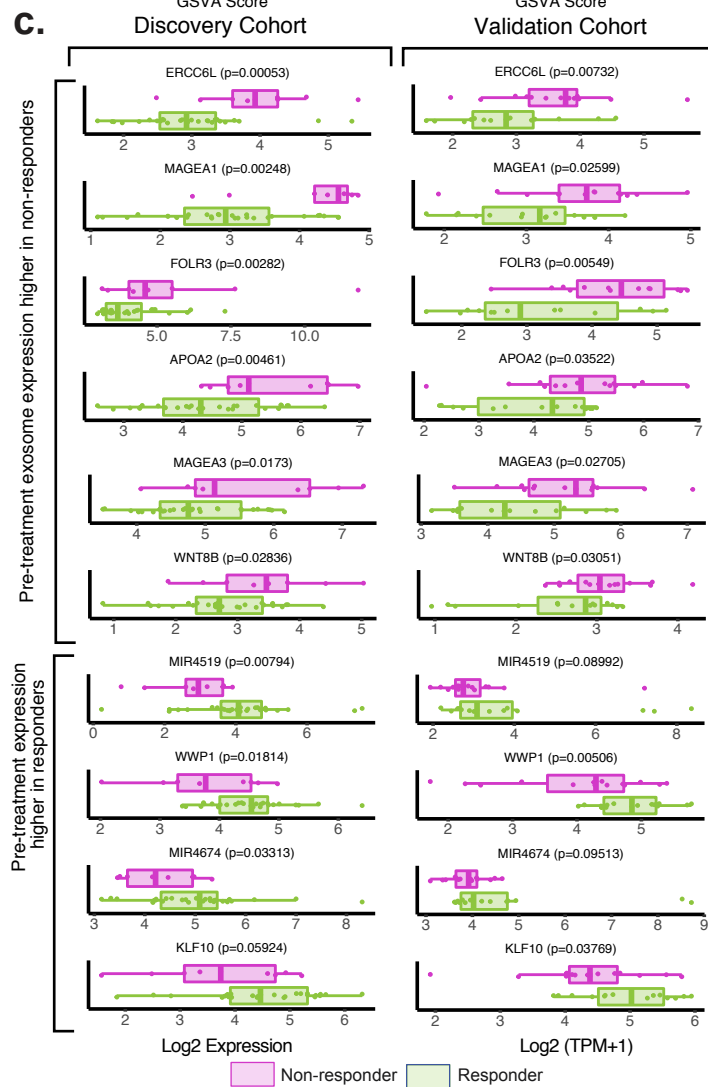 GSVA Score GSVA Score
c.
Discovery Cohort Validation Cohort
Pre-treatment exosome expression higher in non-responders
ERCC6L (p=0.00053) ERCC6L (p=0.00732)
2 3 4 5 2 3 4 5
MAGEA1 (p=0.00248) MAGEA1 (p=0.02599)
1 2 3 4 5 2 3 4 5
FOLR3 (p=0.00282) FOLR3 (p=0.00549)
5.0 7.5 10.0 2 3 4 5
APOA2 (p=0.00461) APOA2 (p=0.03522)
3 4 5 6 7 2 3 4 5 6 7
MAGEA3 (p=0.0173) MAGEA3 (p=0.02705)
4 5 6 7 3 4 5 6 7
WNT8B (p=0.02836) WNT8B (p=0.03051)
1 2 3 4 5 1 2 3 4
Pre-treatment expression
higher in responders
MIR4519 (p=0.00794) MIR4519 (p=0.08992)
0 2 4 6 2 4 6 8
WWP1 (p=0.01814) WWP1 (p=0.00506)
2 3 4 5 6 2 3 4 5
MIR4674 (p=0.03313) MIR4674 (p=0.09513)
3 4 5 6 7 8 3 4 5 6 7 8 9
KLF10 (p=0.05924) KLF10 (p=0.03769)
2 3 4 5 6 2 3 4 5 6
Log2 Expression Log2 (TPM+1)
Non-responder Responder